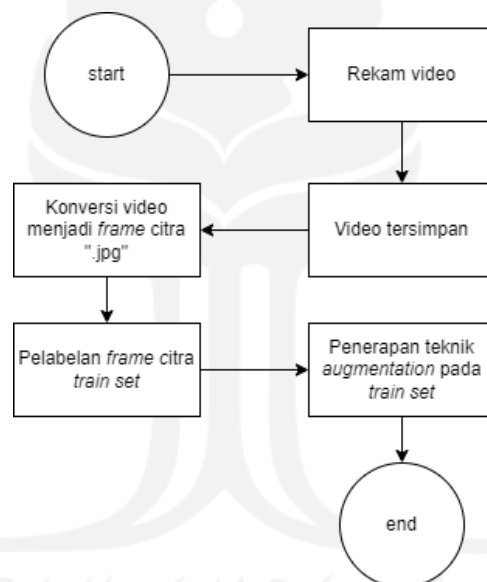 start
Rekam video
Video tersimpan
Konversi video
menjadi frame citra
".jpg"
Pelabelan frame citra
train set
Penerapan teknik
augmentation pada
train set
end